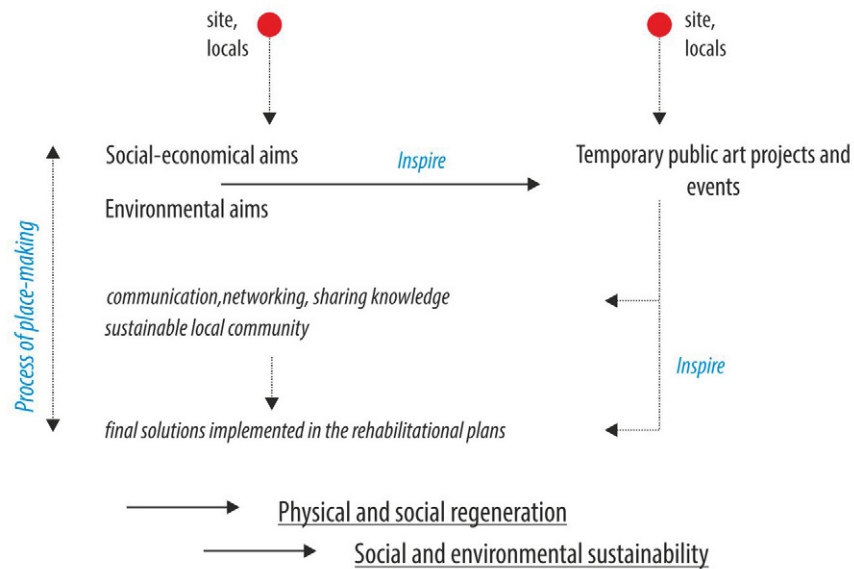 site,
locals
site,
locals
Social-economical aims
Inspire
Temporary public art projects and
events
Environmental aims
Process of place-making
communication,networking, sharing knowledge
sustainable local community
Inspire
final solutions implemented in the rehabilitational plans
Physical and social regeneration
Social and environmental sustainability